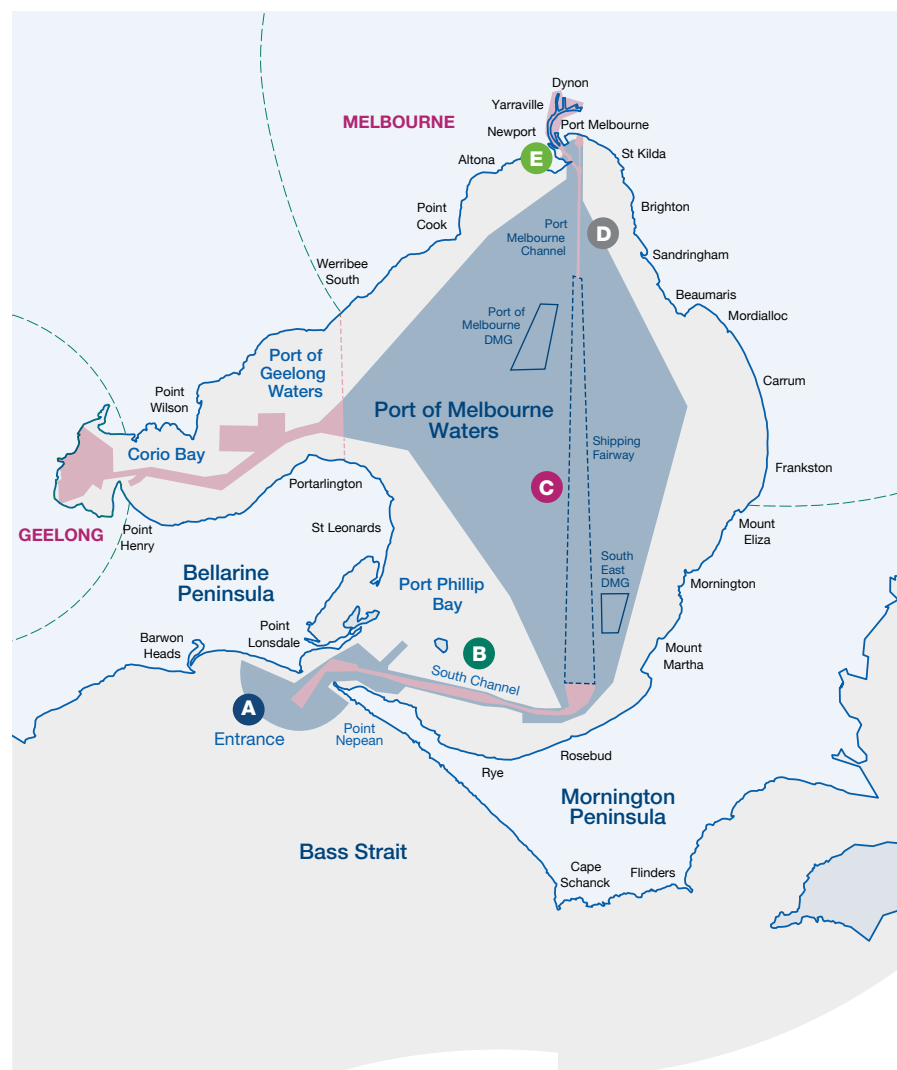 Dynon
Yarraville
MELBOURNE
Newport
Port Melbourne
E
Altona
St Kilda
Point
Cook
Brighton
Port
Melbourne
Channel
D
Sandringham
Werribee
South
Beaumaris
Mordialloc
Port of
Melbourne
DMG
Port of
Geelong
Waters
Carrum
Point
Wilson
Port of Melbourne
Waters
Corio Bay
Shipping
Fairway
Frankston
Portarlington
C
GEELONG
Point
Henry
St Leonards
Mount
Eliza
South
East
DMG
Bellarine
Peninsula
Port Phillip
Bay
Mornington
Point
Lonsdale
Barwon
Heads
B
Mount
Martha
South Channel
A
Entrance
Point
Nepean
Rosebud
Rye
Mornington
Peninsula
Bass Strait
Cape
Schanck
Flinders